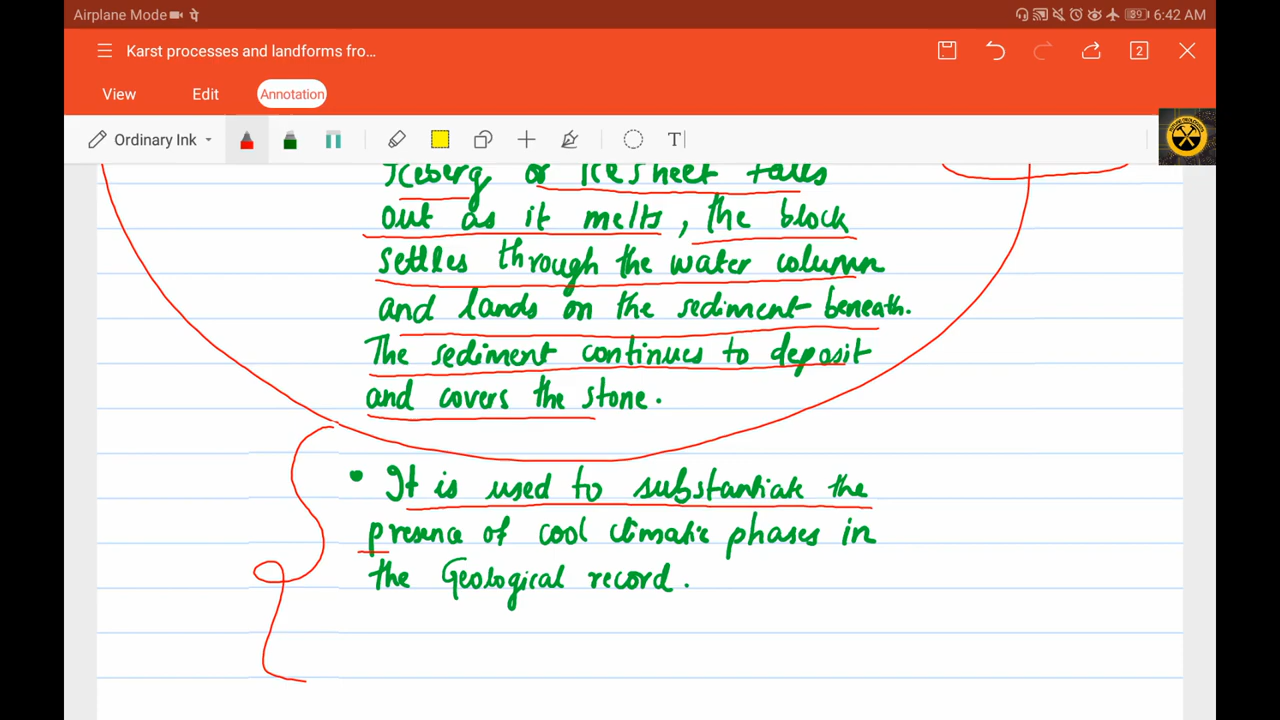 Airplane Mode 39 6:42 AM
Karst processes and landforms fro... 2
View Edit Annotation
Ordinary Ink T
Iceberg or Icesheet falls
out as it melts, the block
settles through the water column
and lands on the sediment beneath.
The sediment continues to deposit
and covers the stone.
• It is used to substantiate the
presence of cool climatic phases in
the Geological record.